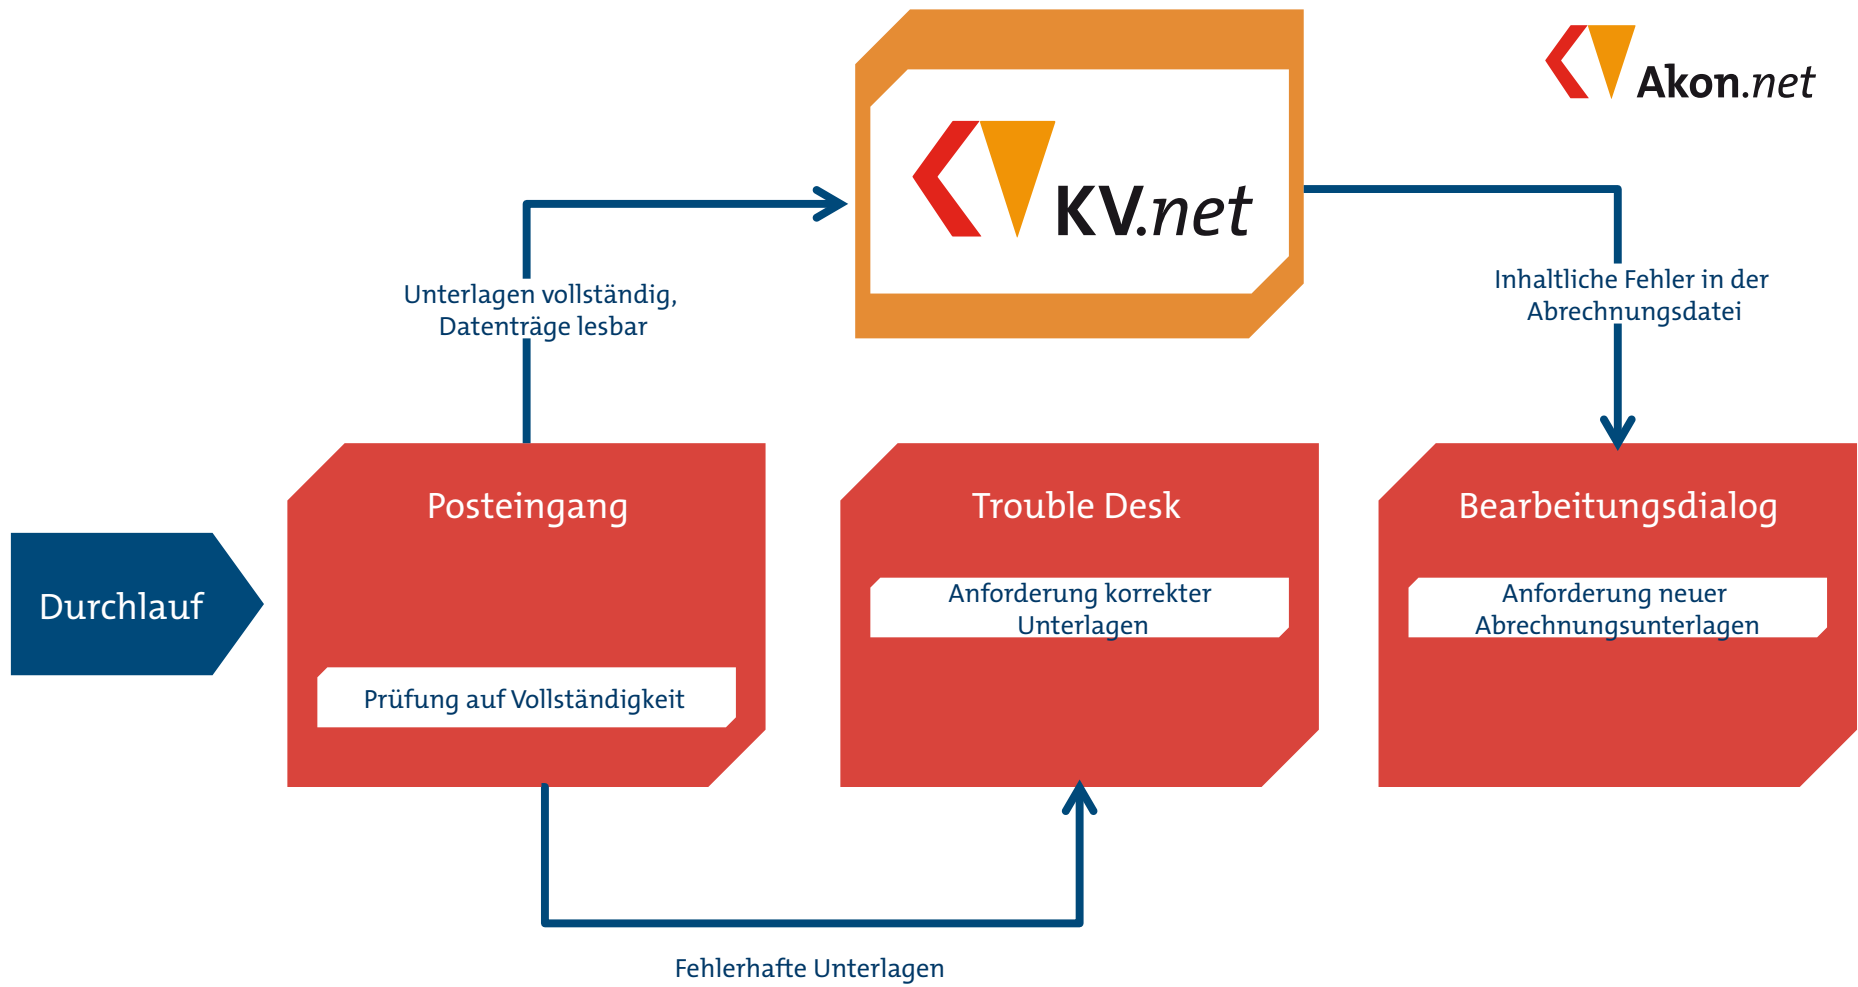 Akon.net
KV.net
Unterlagen vollständig,
Datenträge lesbar
Inhaltliche Fehler in der
Abrechnungsdatei
Durchlauf
Posteingang
Prüfung auf Vollständigkeit
Trouble Desk
Anforderung korrekter
Unterlagen
Bearbeitungsdialog
Anforderung neuer
Abrechnungsunterlagen
Fehlerhafte Unterlagen